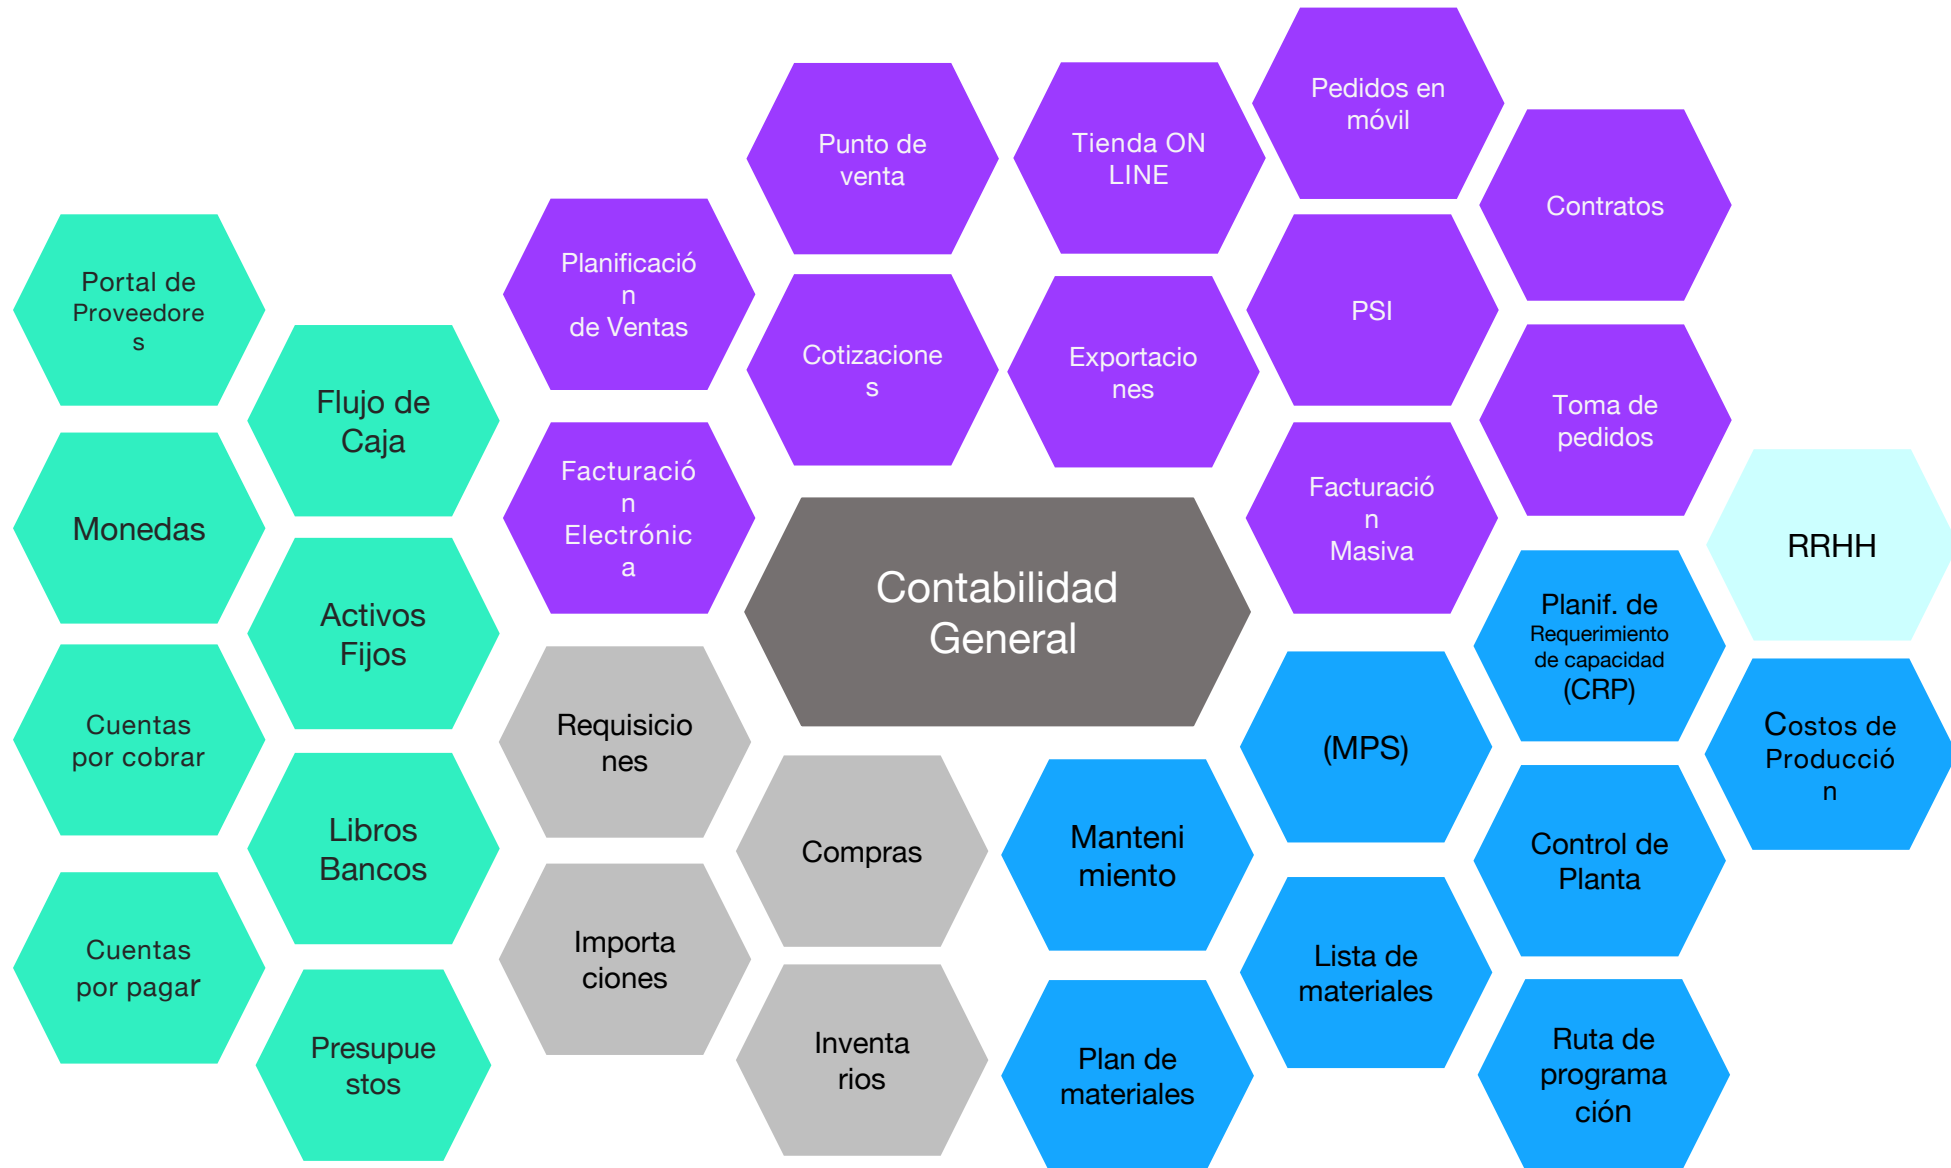 Pedidos en
móvil
Punto de
venta
Tienda ON
LINE
Contratos
Planificació
n
de Ventas
Portal de
Proveedore
s
PSI
Cotizacione
s
Exportacio
nes
Flujo de
Caja
Toma de
pedidos
Monedas
Facturació
n
Electrónic
a
Facturació
n
Masiva
RRHH
Contabilidad
General
Activos
Fijos
Planif. de
Requerimiento
de capacidad
(CRP)
Cuentas
por cobrar
Requisicio
nes
(MPS)
Costos de
Producció
n
Libros
Bancos
Compras
Manteni
miento
Control de
Planta
Cuentas
por pagar
Importa
ciones
Lista de
materiales
Presupue
stos
Inventa
rios
Plan de
materiales
Ruta de
programa
ción